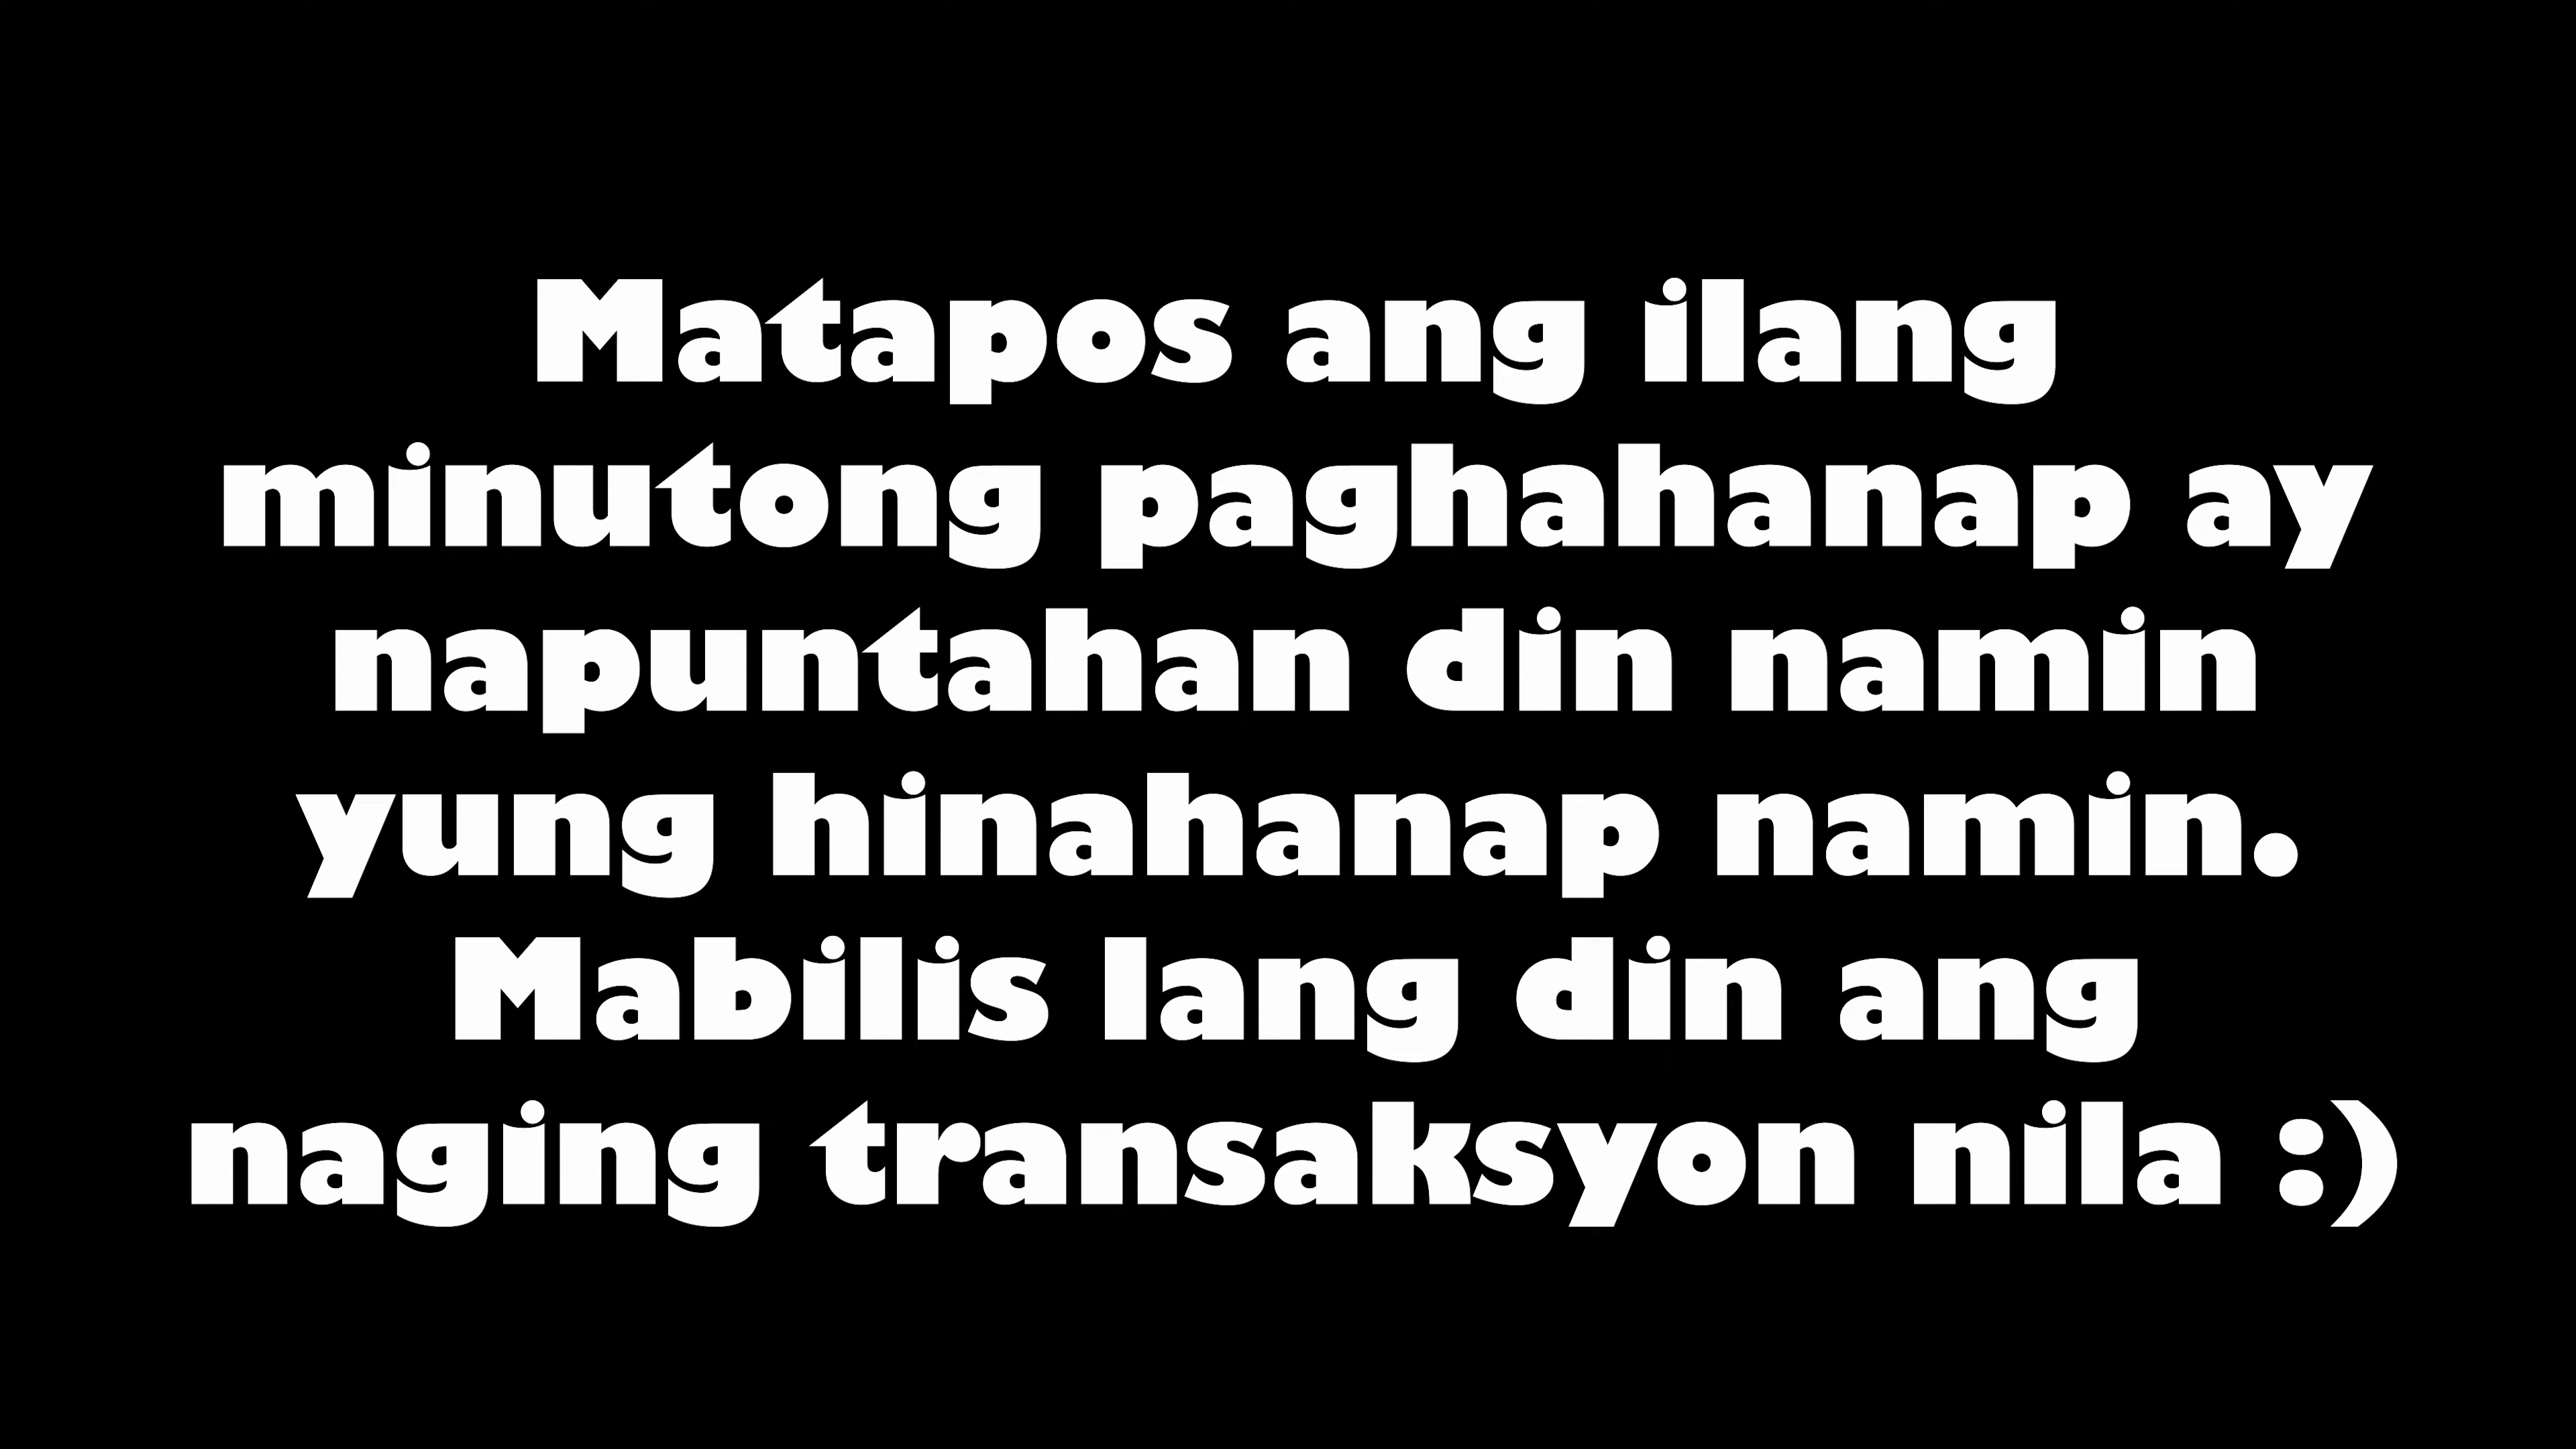 Matapos ang ilang
minutong paghahanap ay
napuntahan din namin
yung hinahanap namin.
Mabilis lang din ang
naging transaksyon nila :)